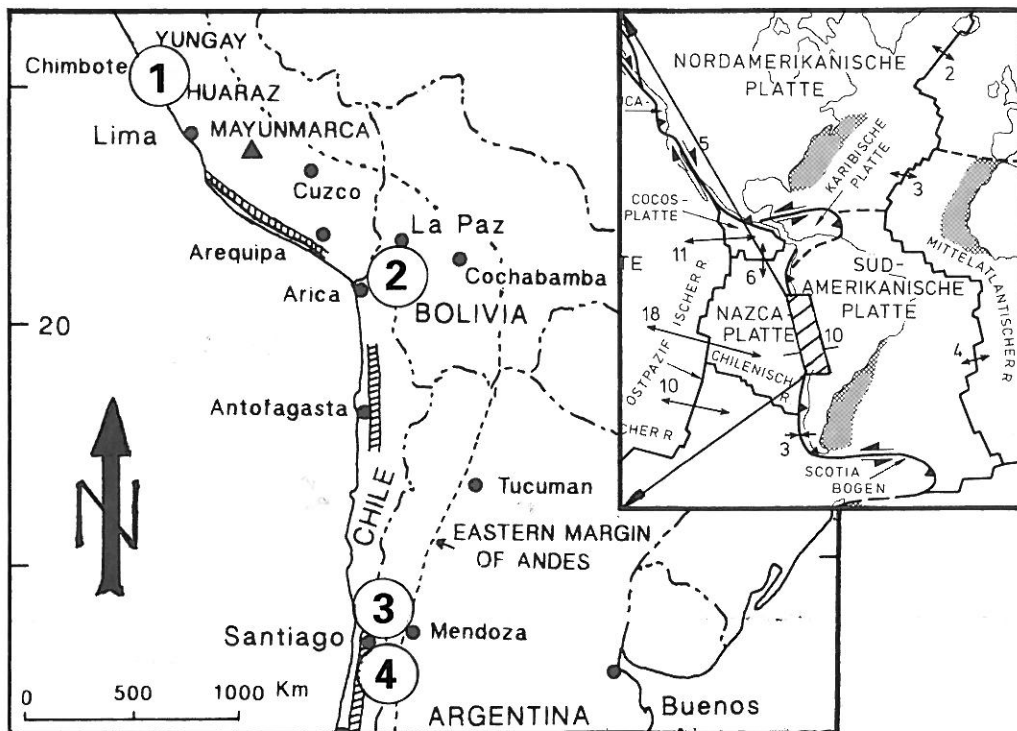 YUNGAY
Chimbote
1
HUARAZ
Lima
MAYUNMARCA
Cuzco
La Paz
Arequipa
2
Cochabamba
Arica
BOLIVIA
20
Antofagasta
CHILE
Tucuman
N
EASTERN MARGIN
OF ANDES
3
Santiago
Mendoza
4
0 500 1000 Km
ARGENTINA
Buenos
NORDAMERIKANISCHE
PLATTE
2
5
KARIBISCHE
PLATTE
3
COCOS-
PLATTE
11
6
SÜD-
AMERIKANISCHE
PLATTE
MITTELATLANTISCHER R
NAZCA-
PLATTE
18
10
OSTPAZIFISCHER R
CHILENISCHER R
10
4
3
SCOTIA
BOGEN